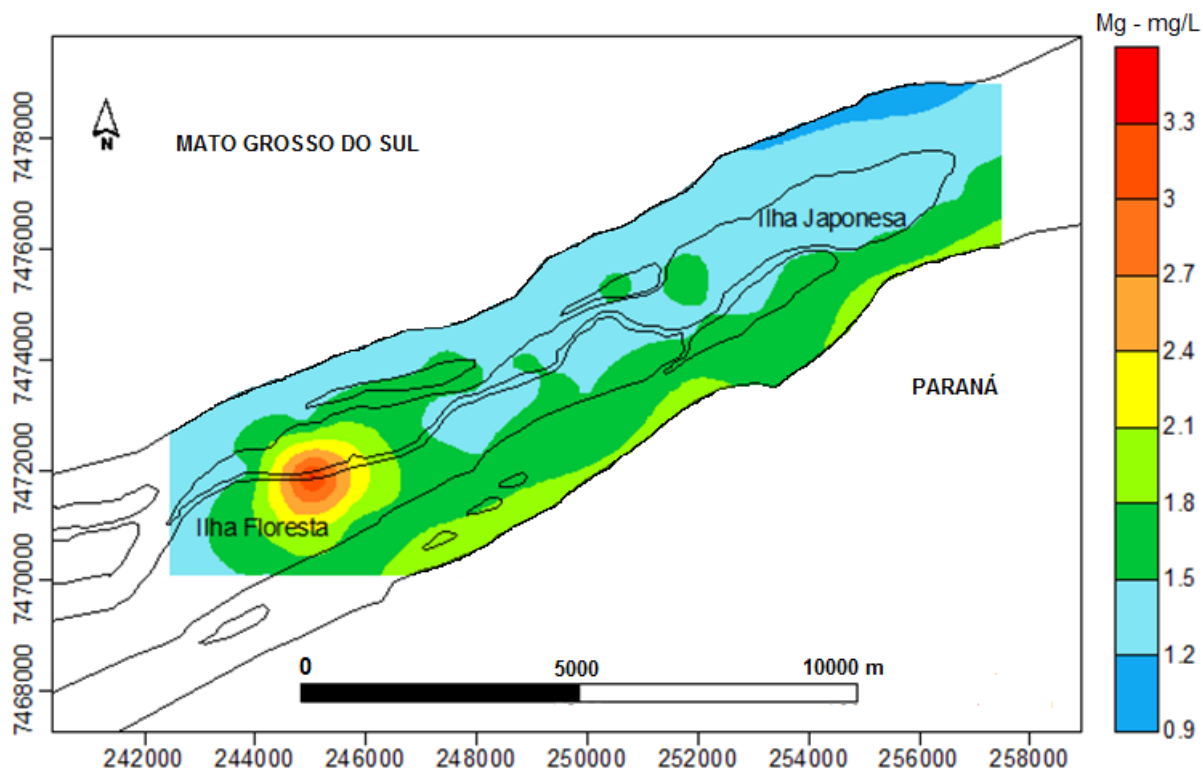 Mg - mg/L
3.3
3
2.7
2.4
2.1
1.8
1.5
1.2
0.9
N
MATO GROSSO DO SUL
Ilha Japonesa
PARANÁ
Ilha Floresta
0 5000 10000 m
7478000
7476000
7474000
7472000
7470000
7468000
242000 244000 246000 248000 250000 252000 254000 256000 258000